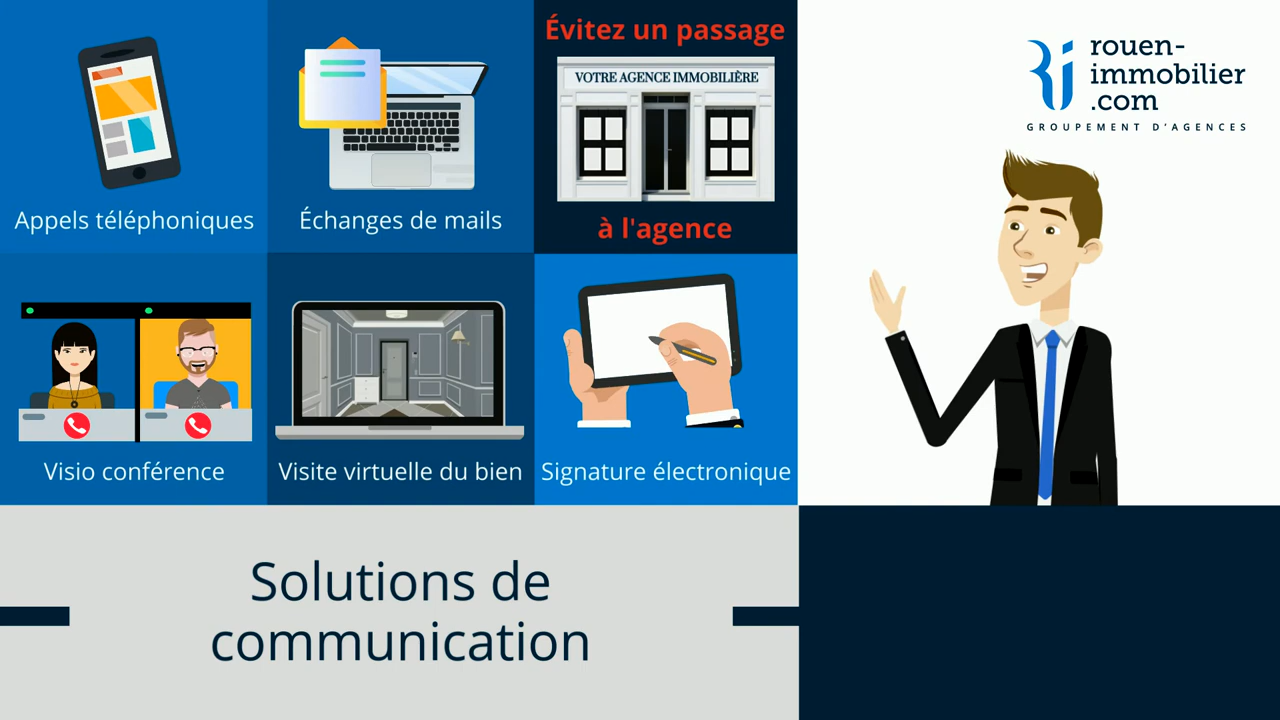 Appels téléphoniques
Échanges de mails
Évitez un passage
VOTRE AGENCE IMMOBILIÈRE
à l'agence
Visio conférence
Visite virtuelle du bien
Signature électronique
rouen-
immobilier
.com
GROUPEMENT D'AGENCES
Solutions de
communication